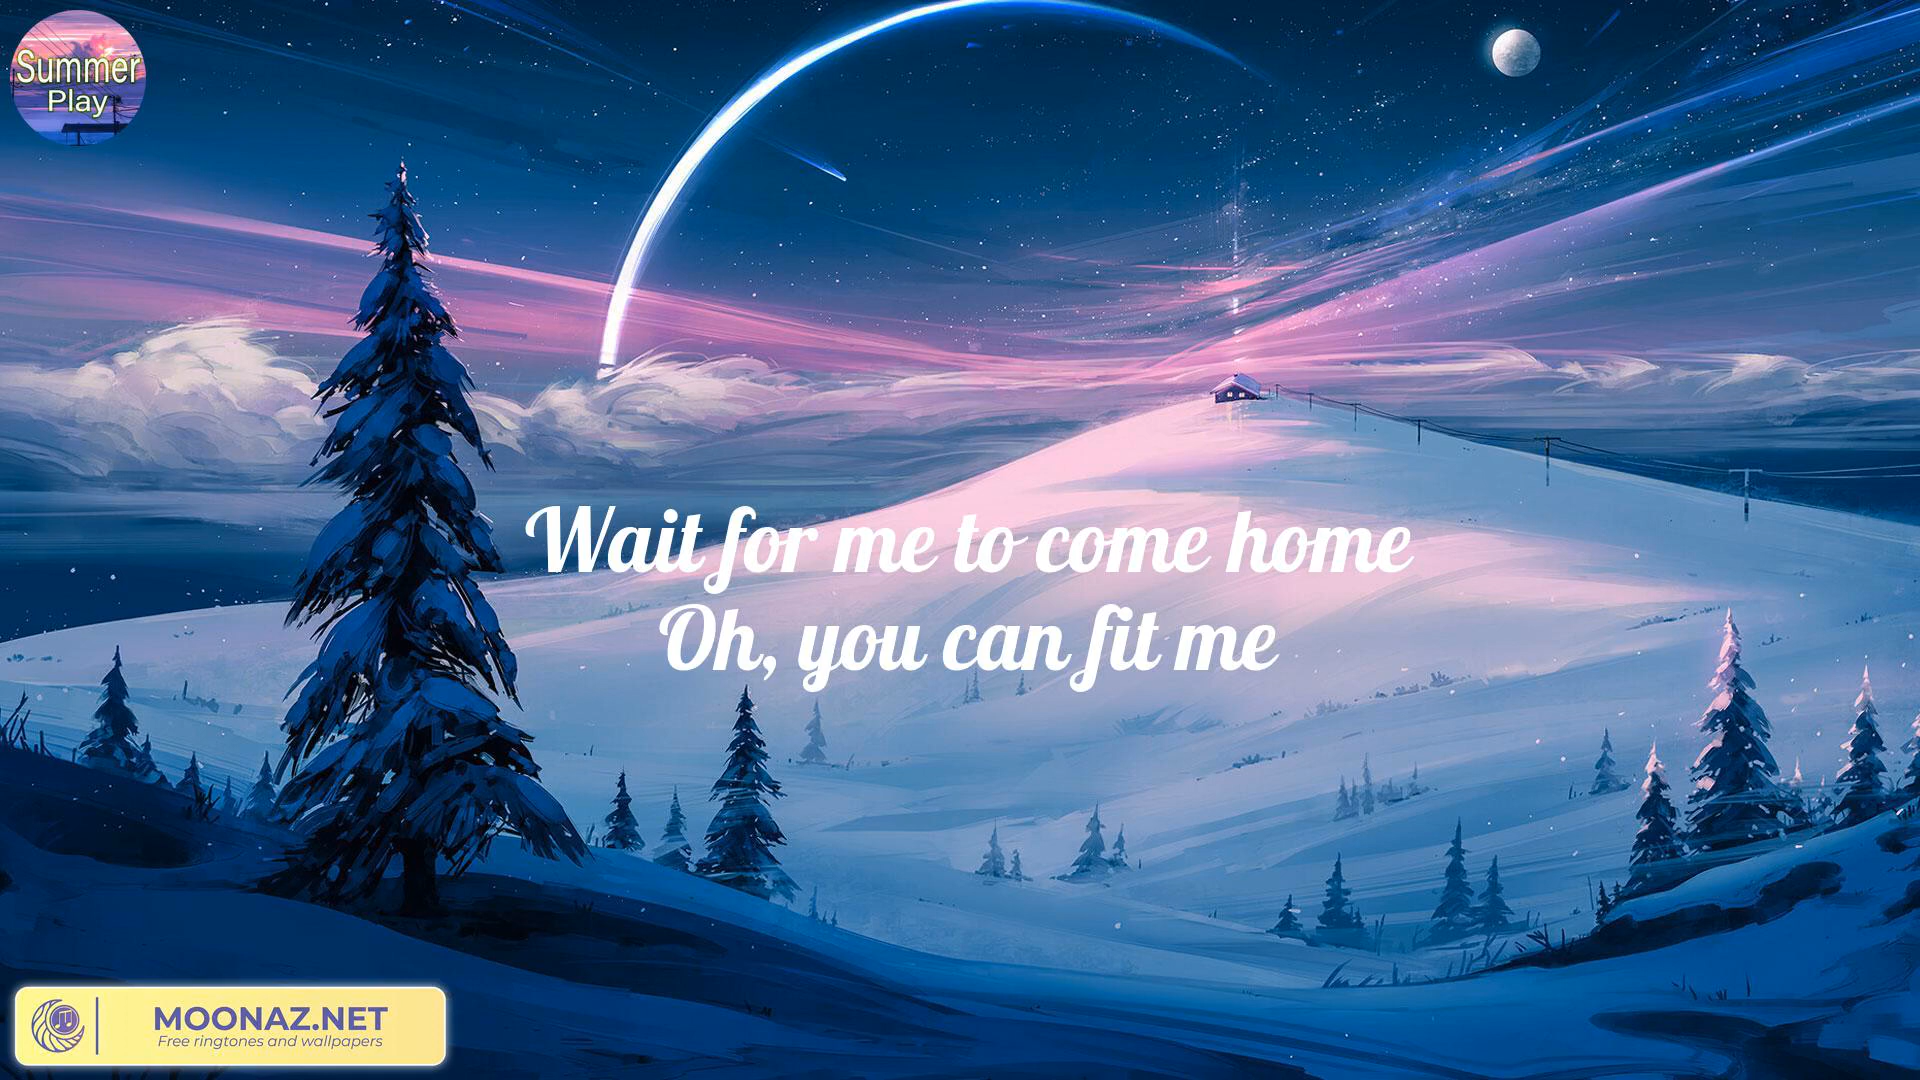 Summer
Play
Wait for me to come home
Oh, you can fit me
MOONAZ.NET
Free ringtones and wallpapers